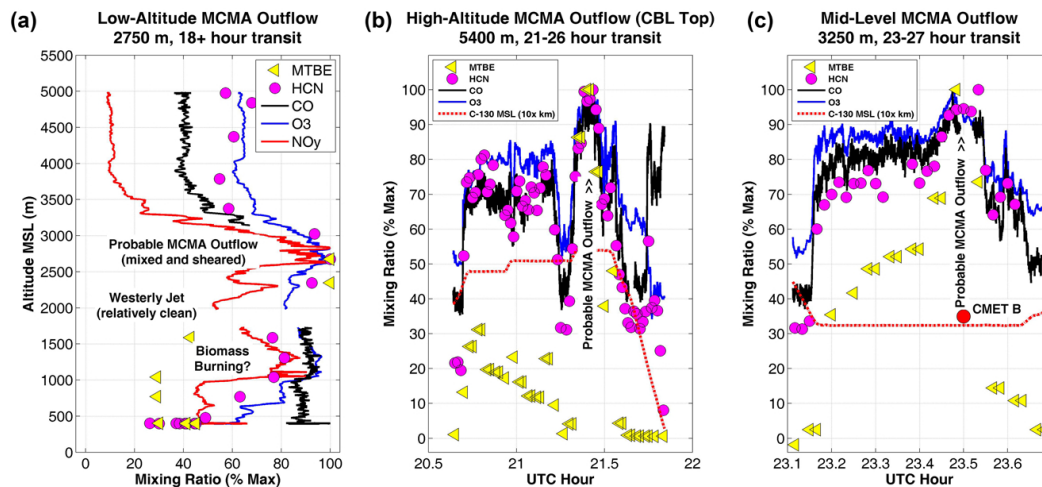 (a)
Low-Altitude MCMA Outflow
2750 m, 18+ hour transit
5500
5000
4500
4000
3500
3000
2500
2000
1500
1000
500
0
Altitude MSL (m)
MTBE
HCN
CO
O3
NOy
Probable MCMA Outflow
(mixed and sheared)
Westerly Jet
(relatively clean)
Biomass
Burning?
0 20 40 60 80 100
Mixing Ratio (% Max)
(b)
High-Altitude MCMA Outflow (CBL Top)
5400 m, 21-26 hour transit
MTBE
HCN
CO
O3
C-130 MSL (10x km)
100
90
80
70
60
50
40
30
20
10
0
Mixing Ratio (% Max)
Probable MCMA Outflow >>
20.5 21 21.5 22
UTC Hour
(c)
Mid-Level MCMA Outflow
3250 m, 23-27 hour transit
MTBE
HCN
CO
O3
C-130 MSL (10x km)
100
90
80
70
60
50
40
30
20
10
0
Mixing Ratio (% Max)
Probable MCMA Outflow >>
CMET B
23.1 23.2 23.3 23.4 23.5 23.6
UTC Hour